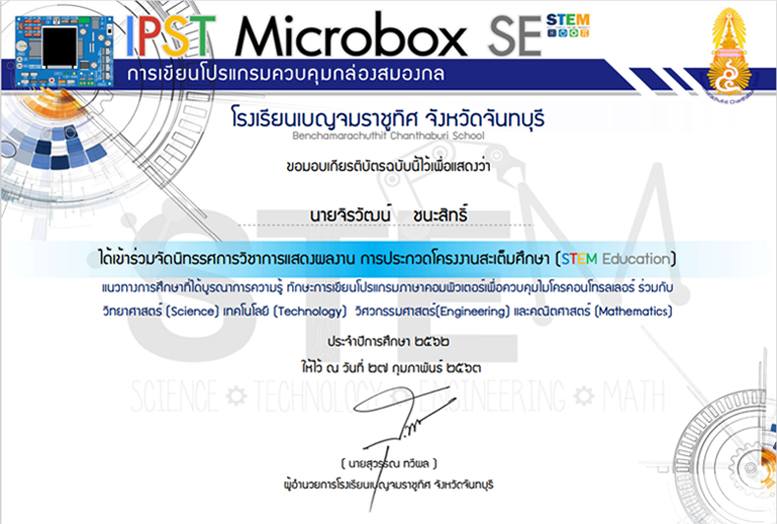 IPST Microbox SE STEM
การเขียนโปรแกรมควบคุมกล่องสมองกล
โรงเรียนเบญจมราชูทิศ จังหวัดจันทบุรี
Benchamarachuthit Chanthaburi School
ขอมอบเกียรติบัตรฉบับนี้ไว้เพื่อแสดงว่า
นายจิรวัฒน์ ชนะสิทธิ์
ได้เข้าร่วมจัดนิทรรศการวิชาการแสดงผลงาน การประกวดโครงงานสะเต็มศึกษา (STEM Education)
แนวทางการศึกษาที่ได้บูรณาการความรู้ ทักษะการเขียนโปรแกรมภาษาคอมพิวเตอร์เพื่อควบคุมไมโครคอนโทรลเลอร์ ร่วมกับ
วิทยาศาสตร์ (Science) เทคโนโลยี (Technology) วิศวกรรมศาสตร์(Engineering) และคณิตศาสตร์ (Mathematics)
ประจำปีการศึกษา ๒๕๖๒
ให้ไว้ ณ วันที่ ๒๗ กุมภาพันธ์ ๒๕๖๓
STEM
SCIENCE TECHNOLOGY ENGINEERING MATH
( นายสุวรรณ ทวีผล )
ผู้อำนวยการโรงเรียนเบญจมราชูทิศ จังหวัดจันทบุรี